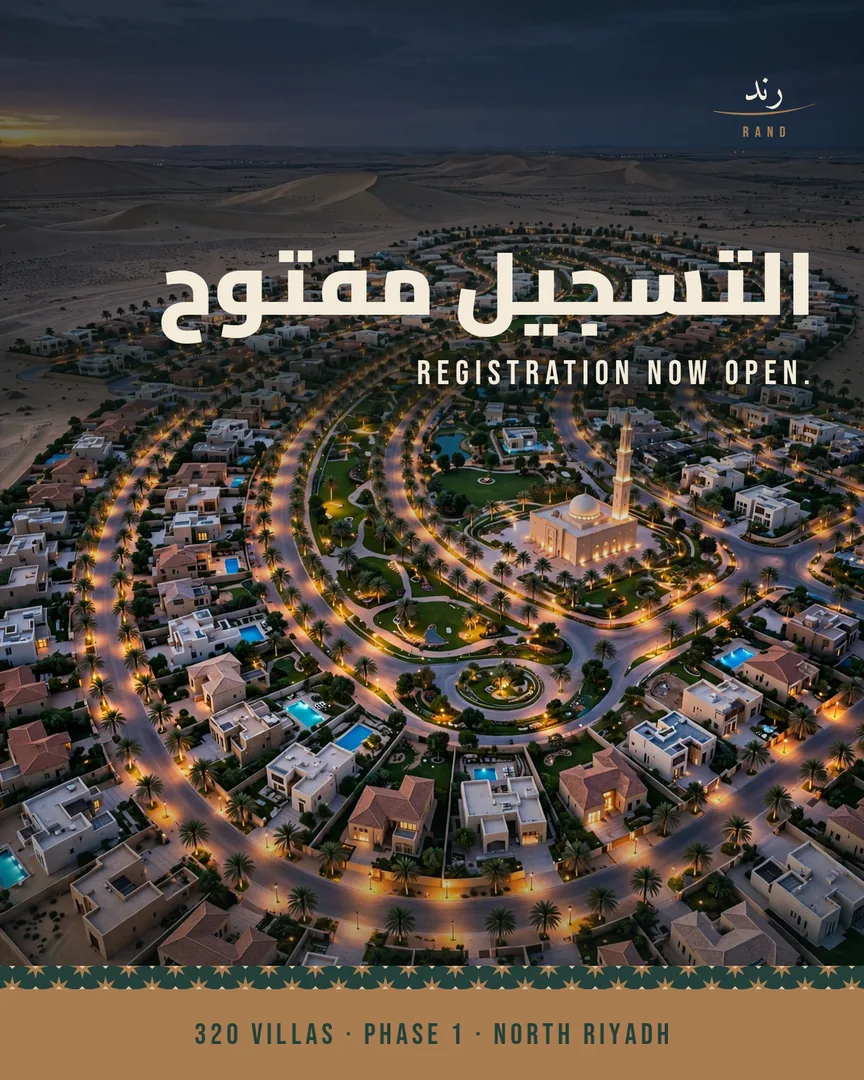 رند
RAND
التسجيل مفتوح
REGISTRATION NOW OPEN.
320 VILLAS · PHASE 1 · NORTH RIYADH